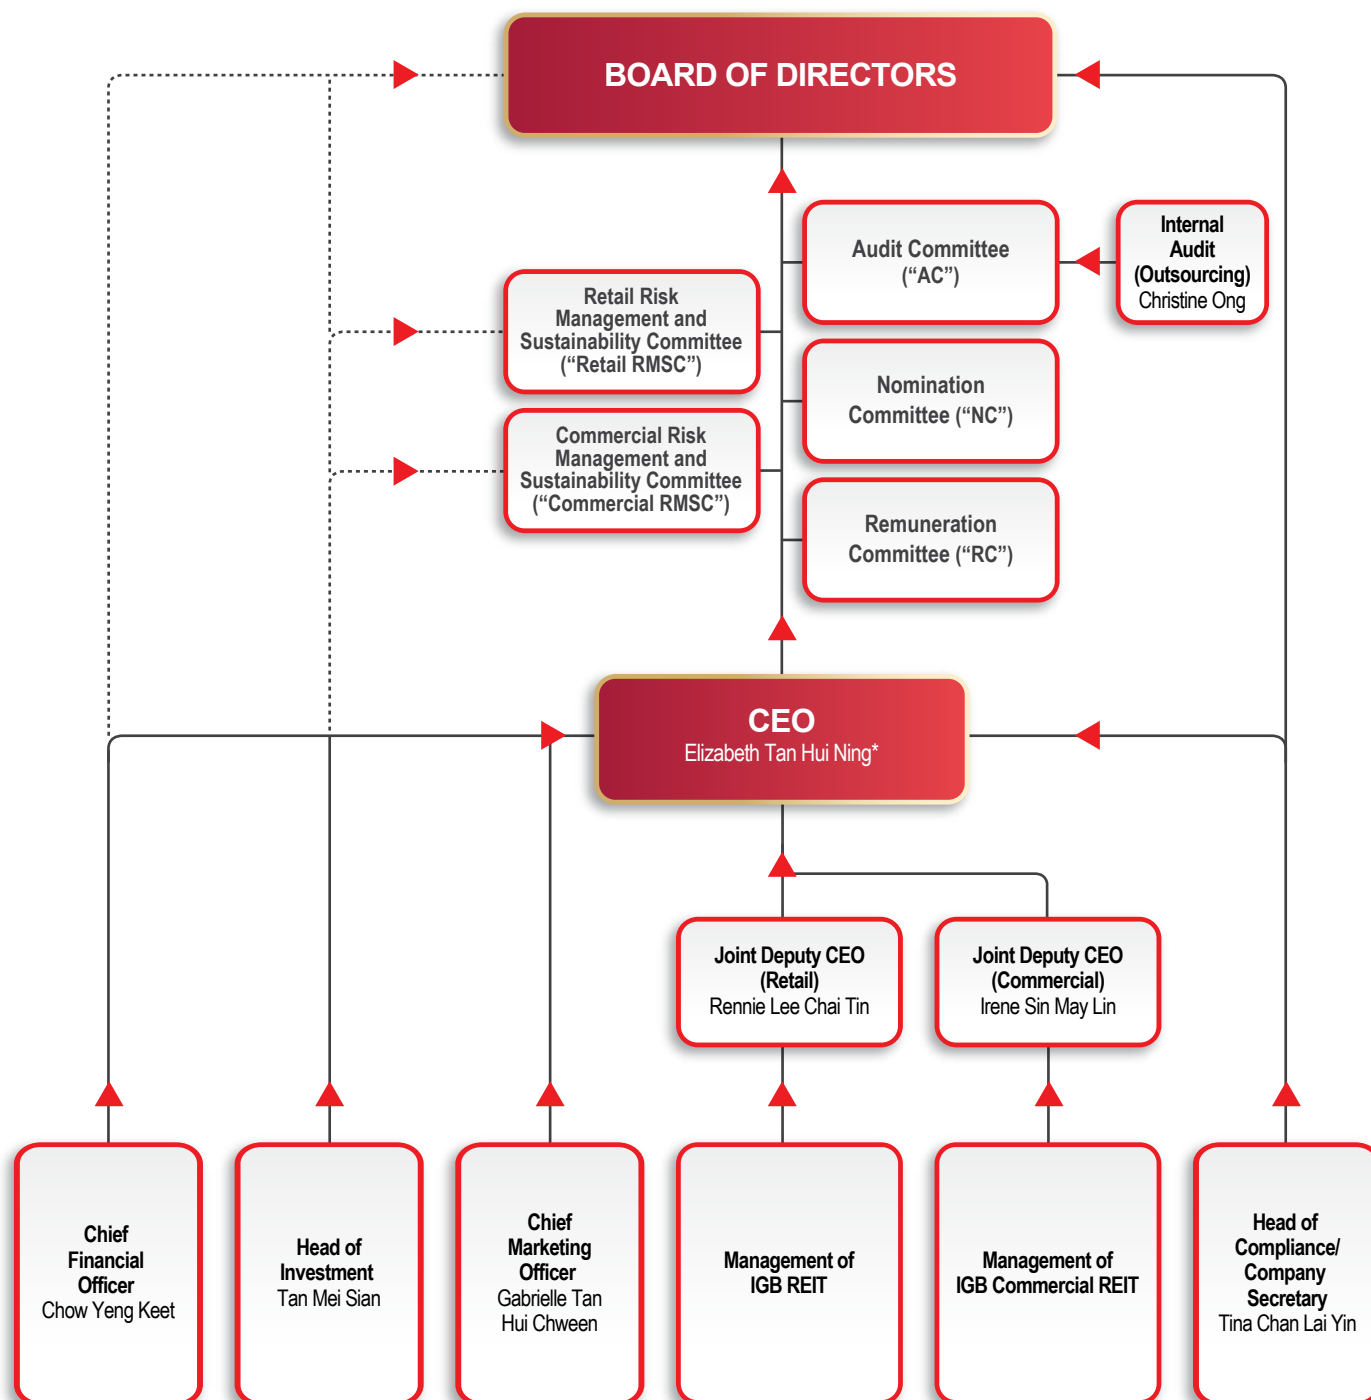 BOARD OF DIRECTORS
Audit Committee
(“AC”)
Internal
Audit
(Outsourcing)
Christine Ong
Retail Risk
Management and
Sustainability Committee
(“Retail RMSC”)
Nomination
Committee (“NC”)
Commercial Risk
Management and
Sustainability Committee
(“Commercial RMSC”)
Remuneration
Committee (“RC”)
CEO
Elizabeth Tan Hui Ning*
Joint Deputy CEO
(Retail)
Rennie Lee Chai Tin
Joint Deputy CEO
(Commercial)
Irene Sin May Lin
Chief
Financial
Officer
Chow Yeng Keet
Head of
Investment
Tan Mei Sian
Chief
Marketing
Officer
Gabrielle Tan
Hui Chween
Management of
IGB REIT
Management of
IGB Commercial REIT
Head of
Compliance/
Company
Secretary
Tina Chan Lai Yin